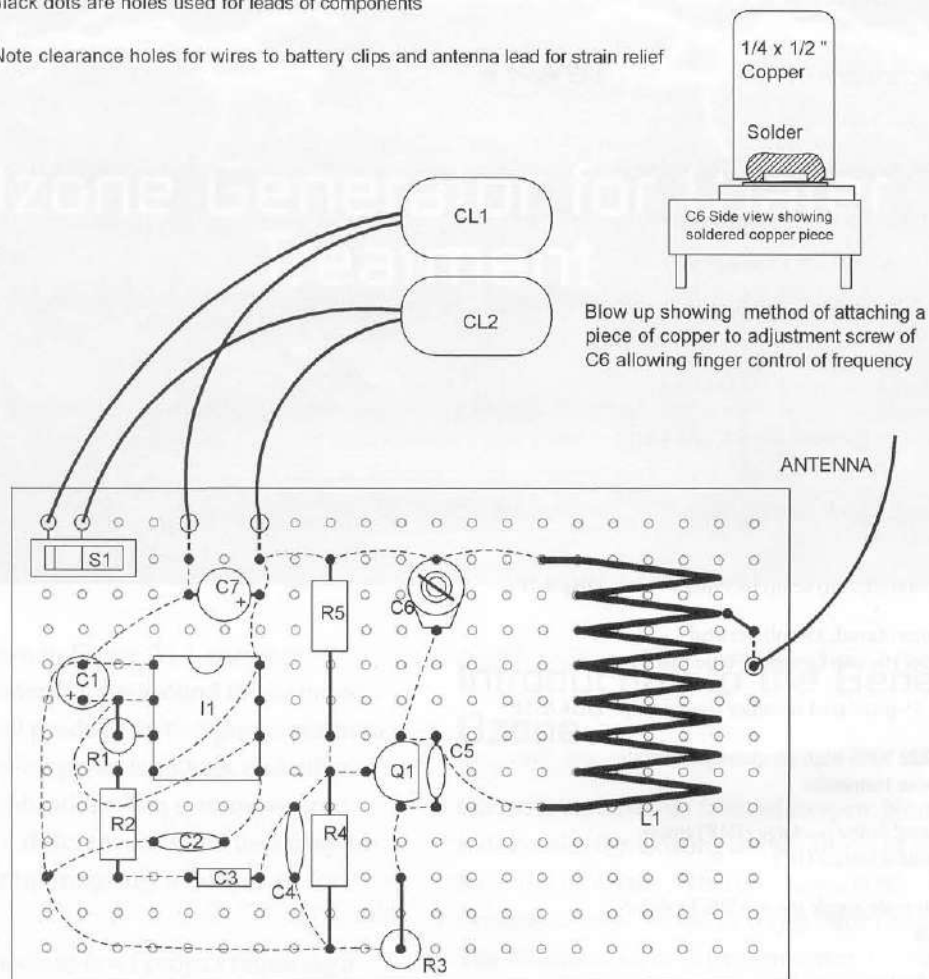 Black dots are holes used for leads of components
Note clearance holes for wires to battery clips and antenna lead for strain relief
1/4 x 1/2 "
Copper
Solder
C6 Side view showing
soldered copper piece
CL1
CL2
Blow up showing method of attaching a
piece of copper to adjustment screw of
C6 allowing finger control of frequency
ANTENNA
S1
C7
+
R5
C6
C1
+
I1
R1
Q1
C5
L1
R2
C2
R4
C3
C4
R3